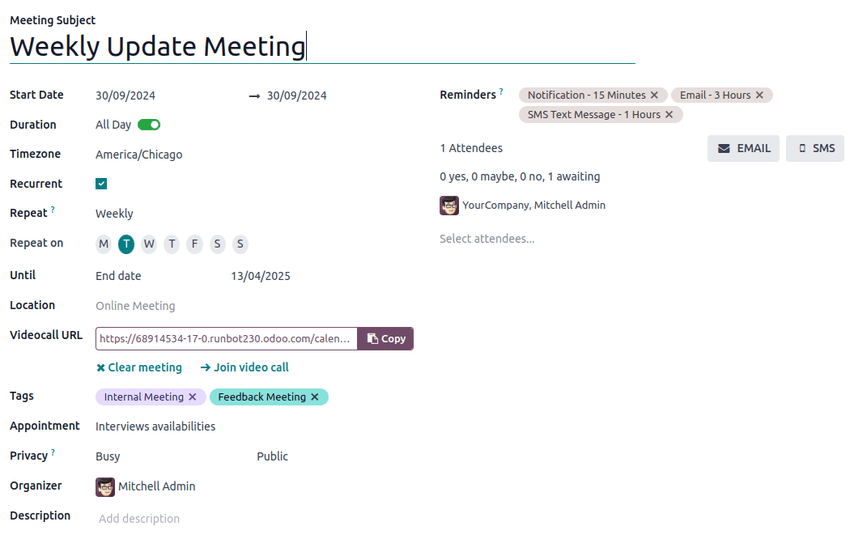 Meeting Subject
Weekly Update Meeting
Start Date 30/09/2024 → 30/09/2024
Duration All Day
Timezone America/Chicago
Recurrent
Repeat ? Weekly
Repeat on M T W T F S S
Until End date 13/04/2025
Location Online Meeting
Videocall URL https://68914534-17-0.runbot230.odoo.com/calen... Copy
Clear meeting Join video call
Tags Internal Meeting Feedback Meeting
Appointment Interviews availabilities
Privacy ? Busy Public
Organizer Mitchell Admin
Description Add description
Reminders ? Notification - 15 Minutes Email - 3 Hours
SMS Text Message - 1 Hours
1 Attendees EMAIL SMS
0 yes, 0 maybe, 0 no, 1 awaiting
YourCompany, Mitchell Admin
Select attendees...